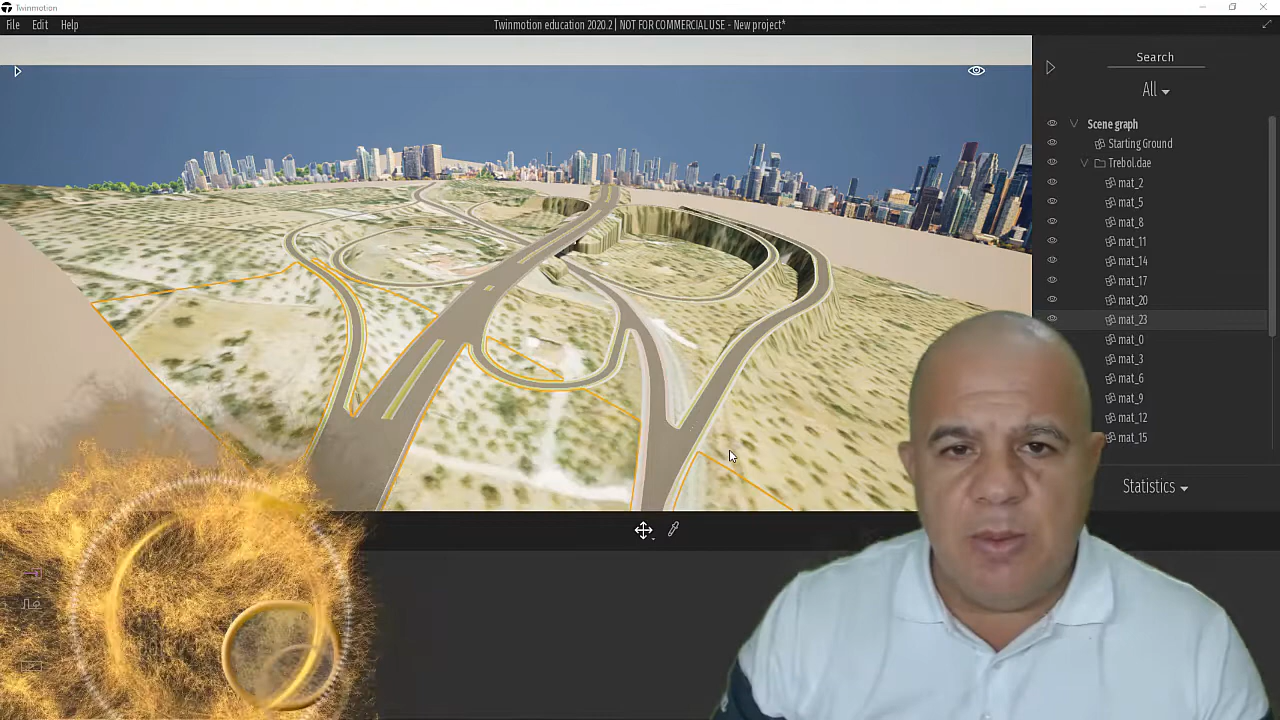 Twinmotion
File Edit Help
Twinmotion education 2020.2 | NOT FOR COMMERCIAL USE - New project*
Search
All
Scene graph
Starting Ground
Trebol.dae
mat_2
mat_5
mat_8
mat_11
mat_14
mat_17
mat_20
mat_23
mat_0
mat_3
mat_6
mat_9
mat_12
mat_15
Statistics